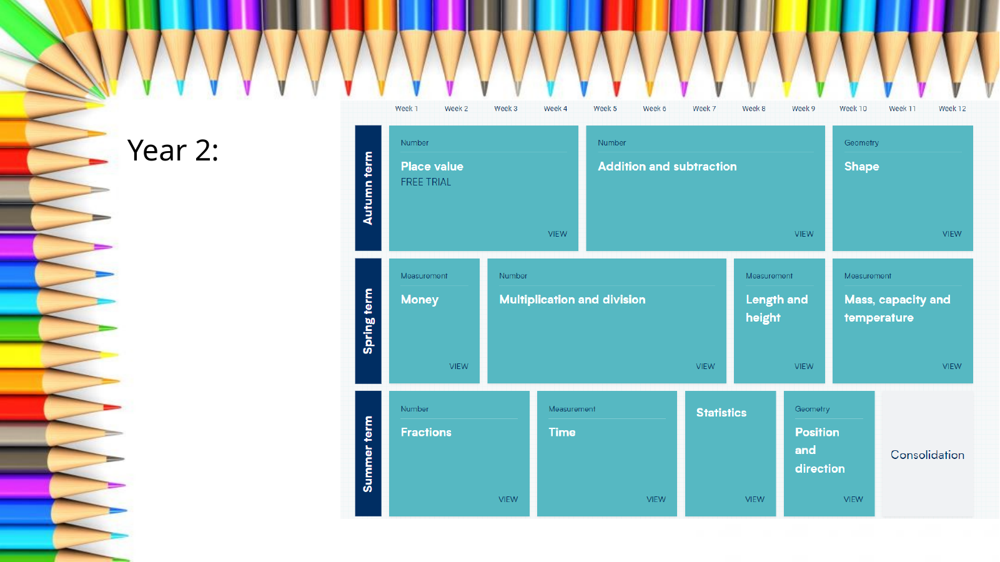 Year 2:
Week 1 Week 2 Week 3 Week 4 Week 5 Week 6 Week 7 Week 8 Week 9 Week 10 Week 11 Week 12
Autumn term
Number
Place value
FREE TRIAL
VIEW
Number
Addition and subtraction
VIEW
Geometry
Shape
VIEW
Spring term
Measurement
Money
VIEW
Number
Multiplication and division
VIEW
Measurement
Length and
height
VIEW
Measurement
Mass, capacity and
temperature
VIEW
Summer term
Number
Fractions
VIEW
Measurement
Time
VIEW
Statistics
VIEW
Geometry
Position
and
direction
VIEW
Consolidation